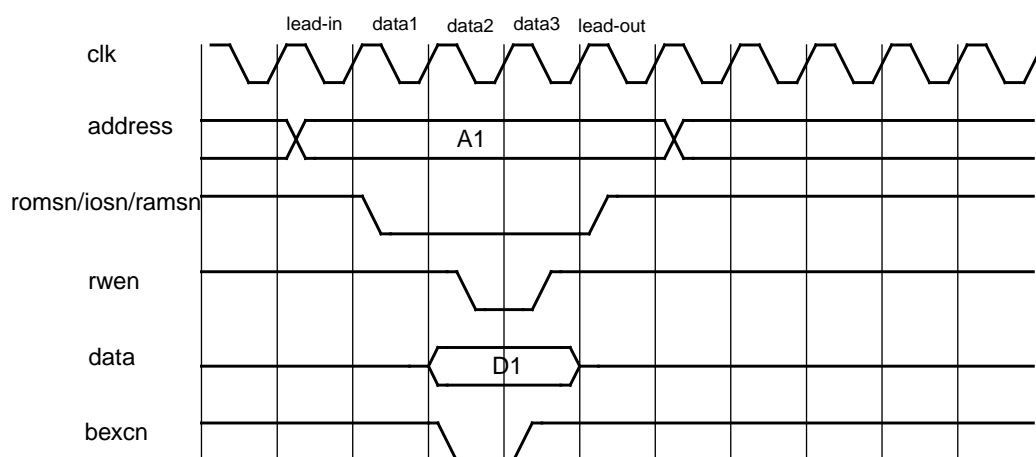 lead-in data1 data2 data3 lead-out
clk
address
A1
romsn/iosn/ramsn
rwen
data
D1
bexcn